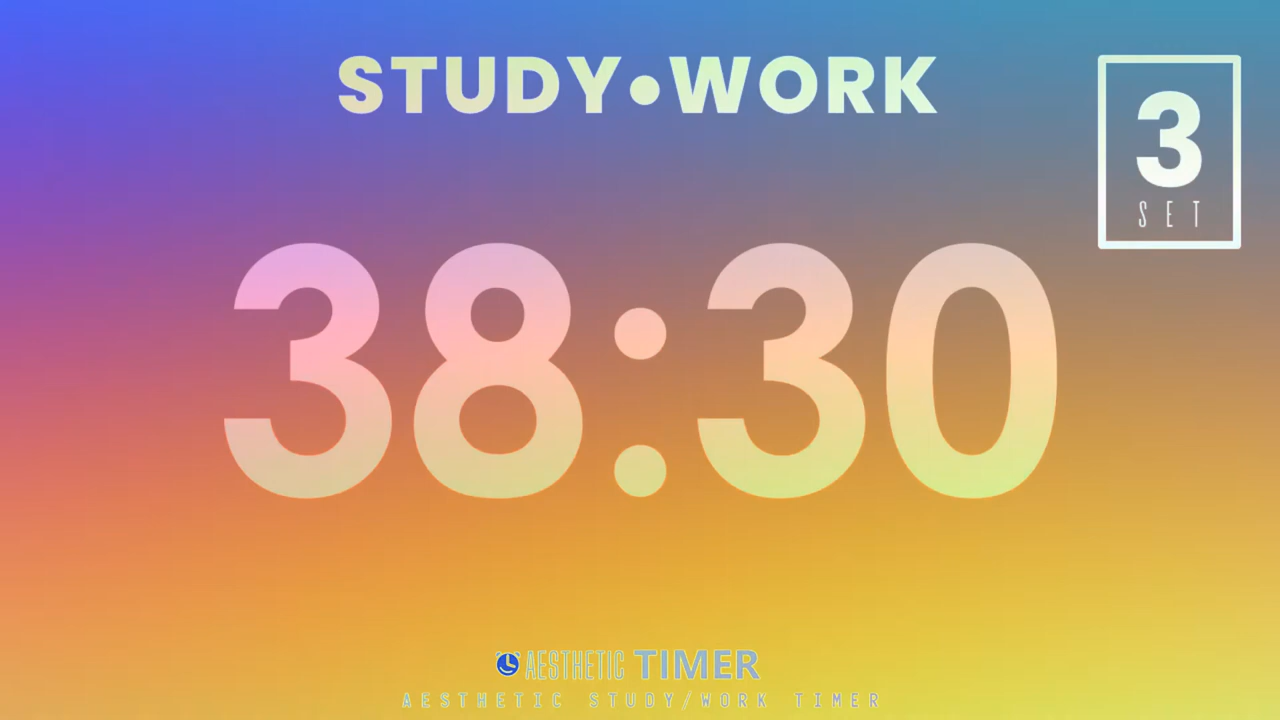 STUDY•WORK
3
SET
38:30
AESTHETIC TIMER
AESTHETIC STUDY/WORK TIMER